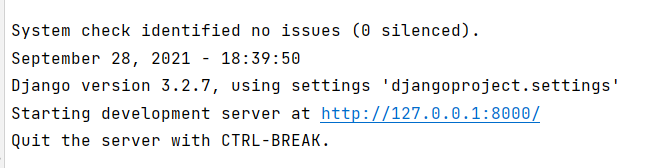 System check identified no issues (0 silenced).
September 28, 2021 - 18:39:50
Django version 3.2.7, using settings 'djangoproject.settings'
Starting development server at http://127.0.0.1:8000/
Quit the server with CTRL-BREAK.